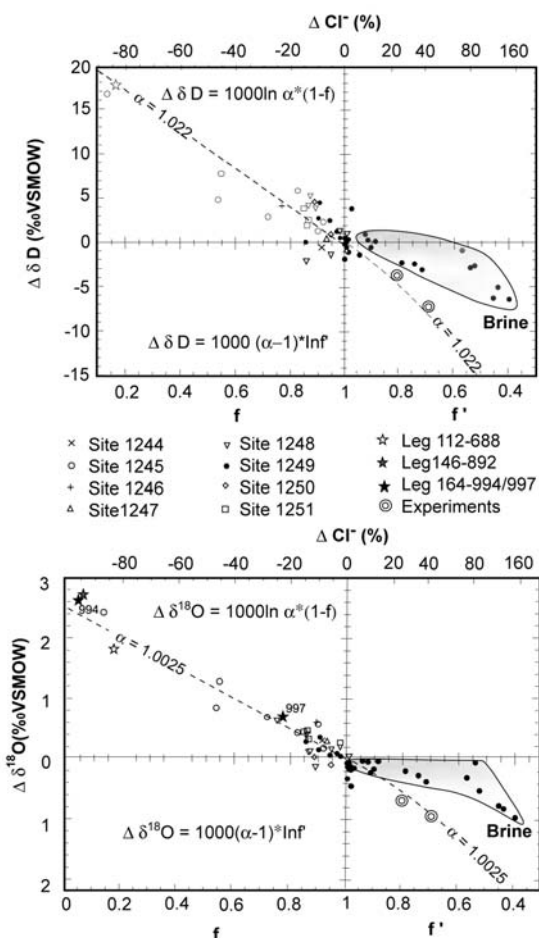 Δ Cl⁻ (%)
-80 -60 -40 -20 0 20 40 80 120 160
20
15
10
5
0
-5
-10
-15
Δ δ D (‰VSMOW)
Δ δ D = 1000ln α*(1-f)
α = 1.022
Δ δ D = 1000 (α–1)*lnf'
Brine
α = 1.022
0.2 0.4 0.6 0.8 1 0.8 0.6 0.4
f f '
× Site 1244
○ Site 1245
+ Site 1246
△ Site1247
▽ Site 1248
● Site 1249
◇ Site 1250
□ Site 1251
☆ Leg 112-688
★ Leg146-892
★ Leg 164-994/997
◎ Experiments
Δ Cl⁻ (%)
-80 -60 -40 -20 0 20 40 80 120 160
3
2
1
0
1
2
Δ δ¹⁸O(‰VSMOW)
Δ δ¹⁸O = 1000ln α*(1-f)
994
α = 1.0025
997
Δ δ¹⁸O = 1000(α-1)*lnf'
Brine
α = 1.0025
0 0.2 0.4 0.6 0.8 1 0.8 0.6 0.4
f f '